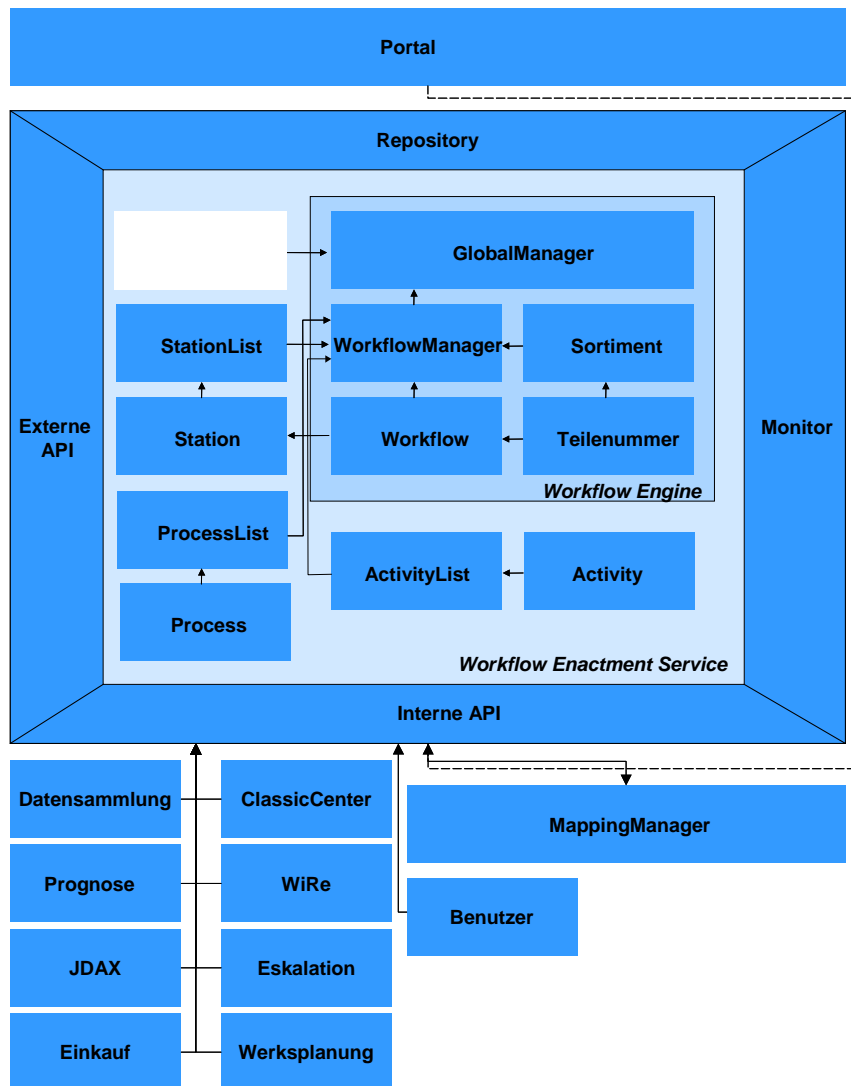 Portal
Repository
GlobalManager
StationList
WorkflowManager
Sortiment
Externe
API
Station
Workflow
Teilenummer
Monitor
Workflow Engine
ProcessList
ActivityList
Activity
Process
Workflow Enactment Service
Interne API
Datensammlung
ClassicCenter
MappingManager
Prognose
WiRe
Benutzer
JDAX
Eskalation
Einkauf
Werksplanung